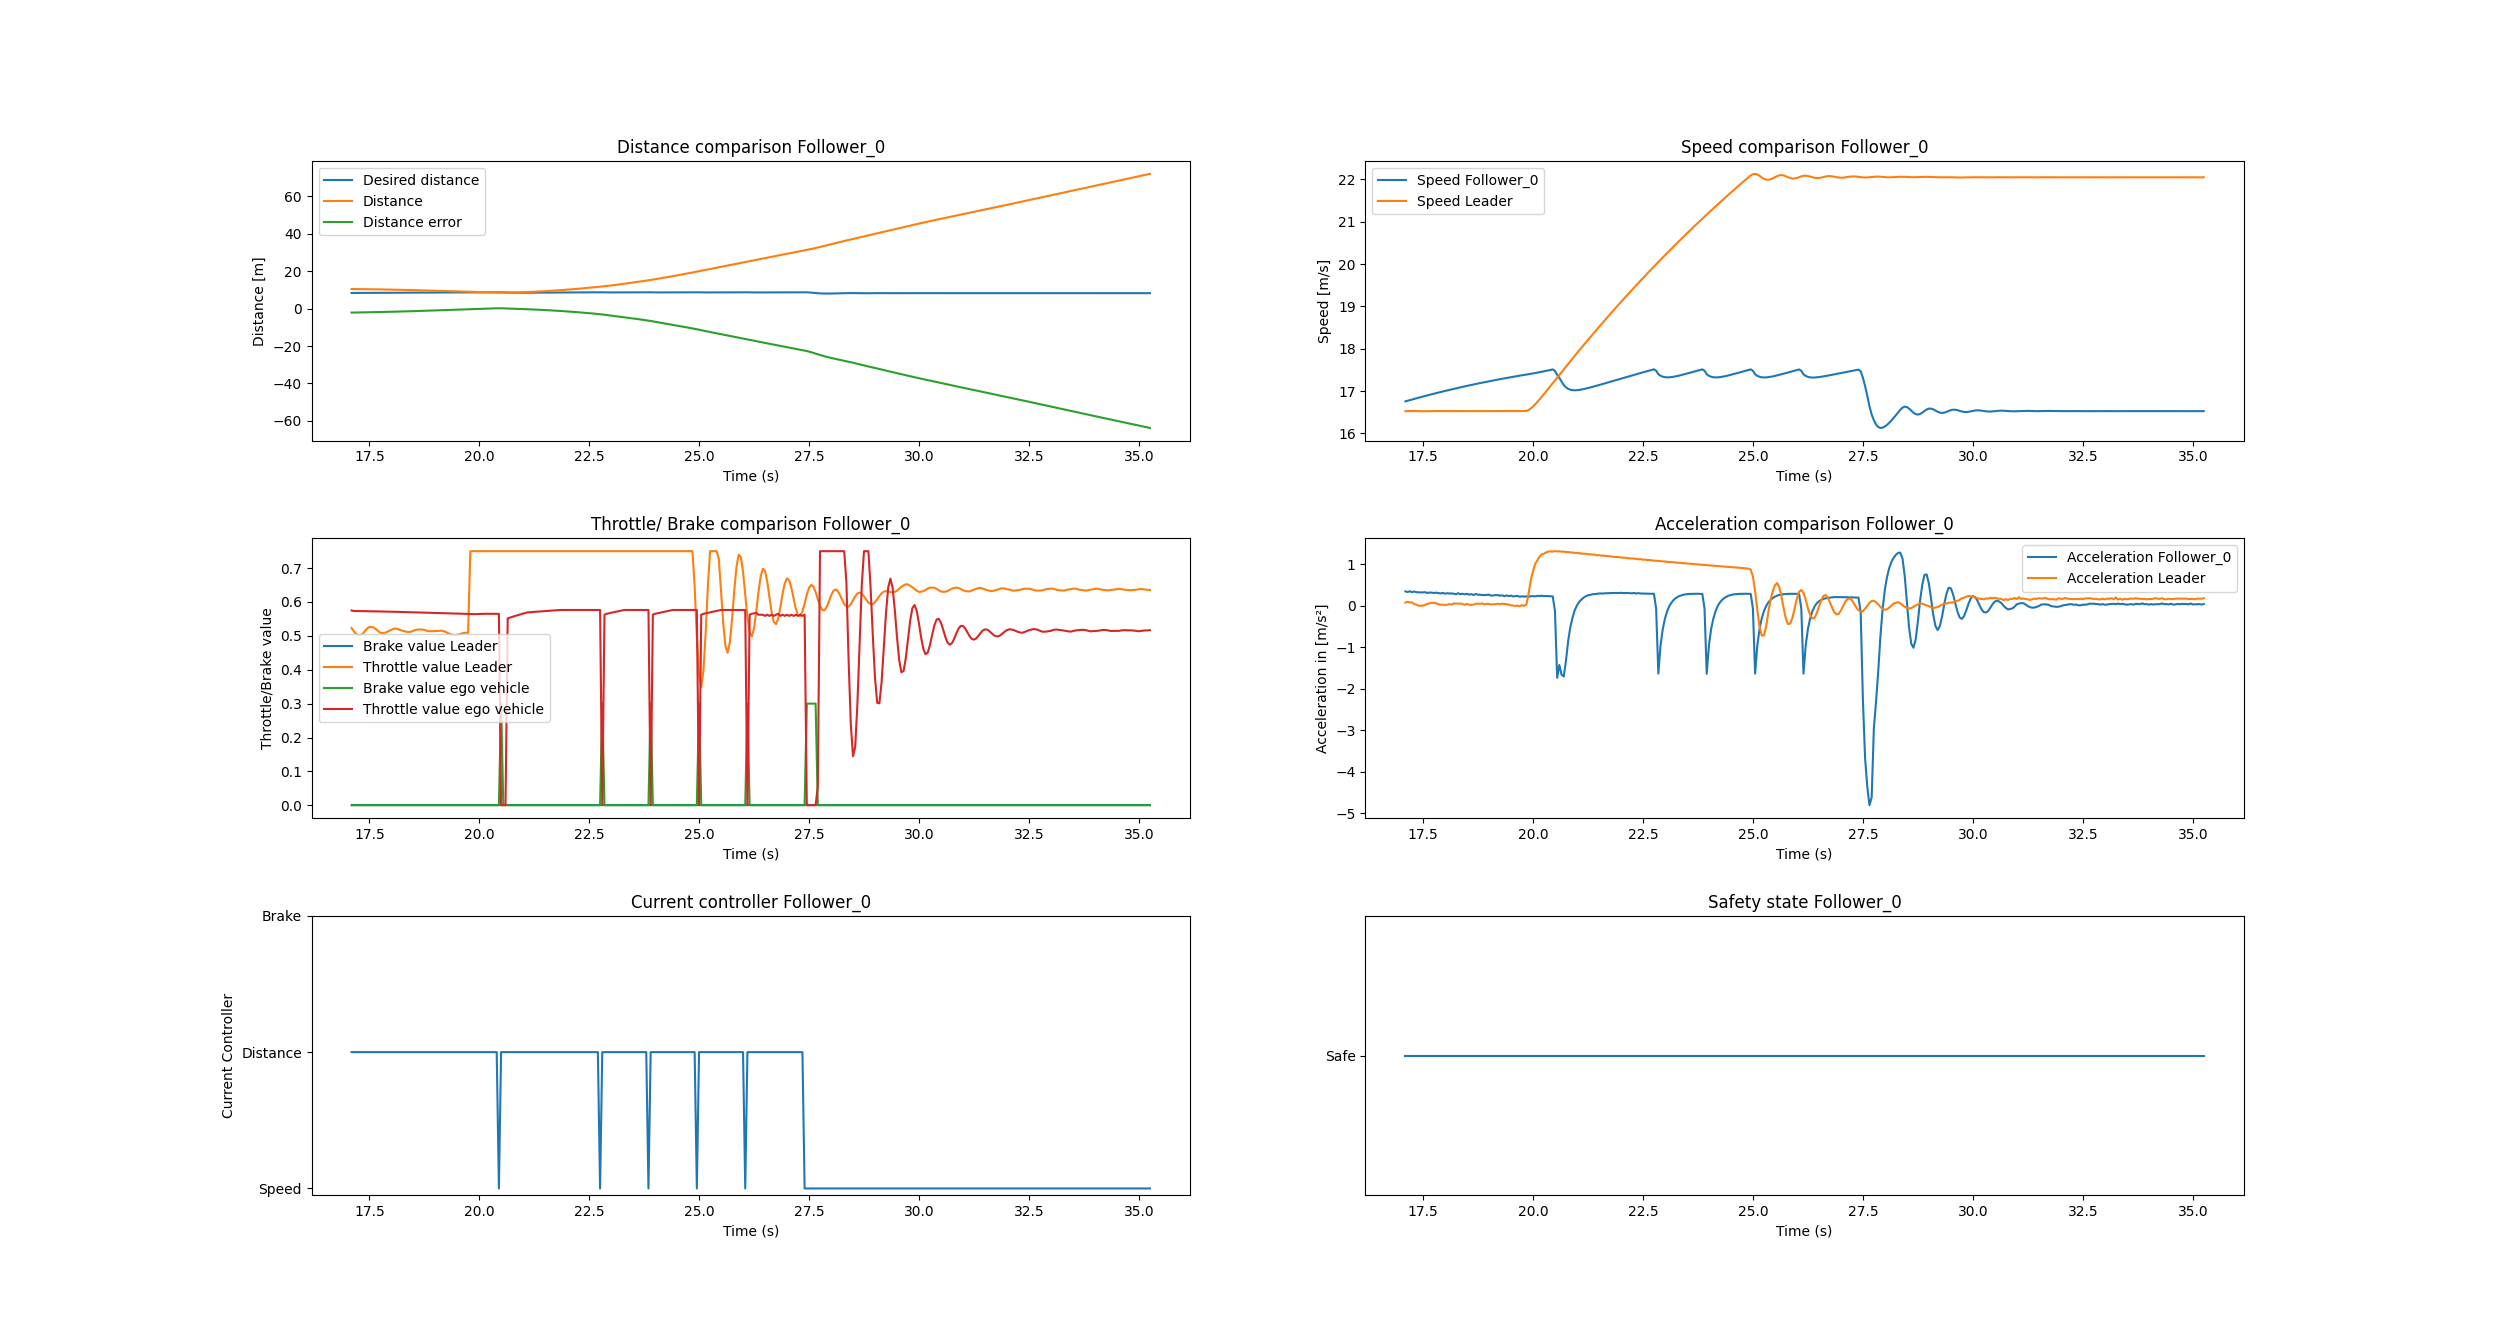 Distance comparison Follower_0
Desired distance
Distance
Distance error
Distance [m]
60
40
20
0
−20
−40
−60
17.5 20.0 22.5 25.0 27.5 30.0 32.5 35.0
Time (s)
Speed comparison Follower_0
Speed Follower_0
Speed Leader
Speed [m/s]
22
21
20
19
18
17
16
17.5 20.0 22.5 25.0 27.5 30.0 32.5 35.0
Time (s)
Throttle/ Brake comparison Follower_0
Brake value Leader
Throttle value Leader
Brake value ego vehicle
Throttle value ego vehicle
Throttle/Brake value
0.7
0.6
0.5
0.4
0.3
0.2
0.1
0.0
17.5 20.0 22.5 25.0 27.5 30.0 32.5 35.0
Time (s)
Acceleration comparison Follower_0
Acceleration Follower_0
Acceleration Leader
Acceleration in [m/s²]
1
0
−1
−2
−3
−4
−5
17.5 20.0 22.5 25.0 27.5 30.0 32.5 35.0
Time (s)
Current controller Follower_0
Current Controller
Brake
Distance
Speed
17.5 20.0 22.5 25.0 27.5 30.0 32.5 35.0
Time (s)
Safety state Follower_0
Safe
17.5 20.0 22.5 25.0 27.5 30.0 32.5 35.0
Time (s)